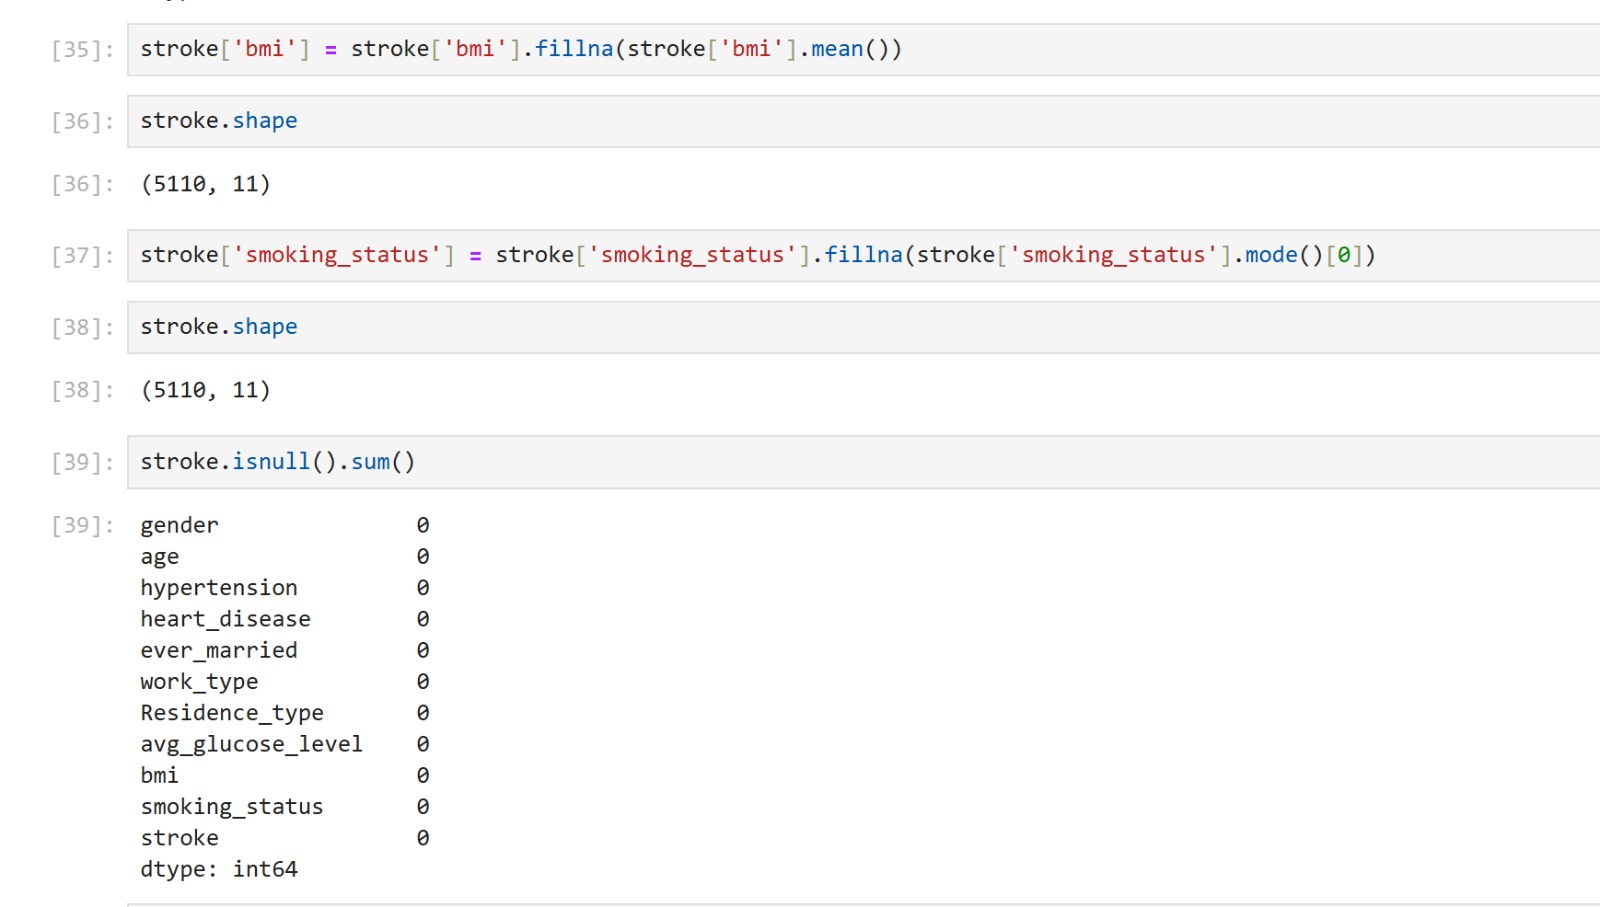 [35]: stroke['bmi'] = stroke['bmi'].fillna(stroke['bmi'].mean())
[36]: stroke.shape
[36]: (5110, 11)
[37]: stroke['smoking_status'] = stroke['smoking_status'].fillna(stroke['smoking_status'].mode()[0])
[38]: stroke.shape
[38]: (5110, 11)
[39]: stroke.isnull().sum()
[39]: gender 0
age 0
hypertension 0
heart_disease 0
ever_married 0
work_type 0
Residence_type 0
avg_glucose_level 0
bmi 0
smoking_status 0
stroke 0
dtype: int64